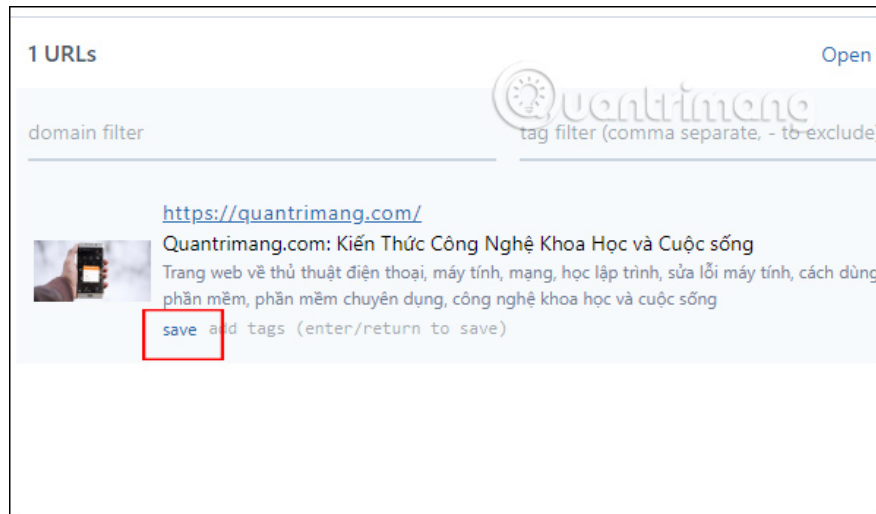 1 URLs
Open
Quantrimang
domain filter
tag filter (comma separate, - to exclude)
https://quantrimang.com/
Quantrimang.com: Kiến Thức Công Nghệ Khoa Học và Cuộc sống
Trang web về thủ thuật điện thoại, máy tính, mạng, học lập trình, sửa lỗi máy tính, cách dùng
phần mềm, phần mềm chuyên dụng, công nghệ khoa học và cuộc sống
save add tags (enter/return to save)